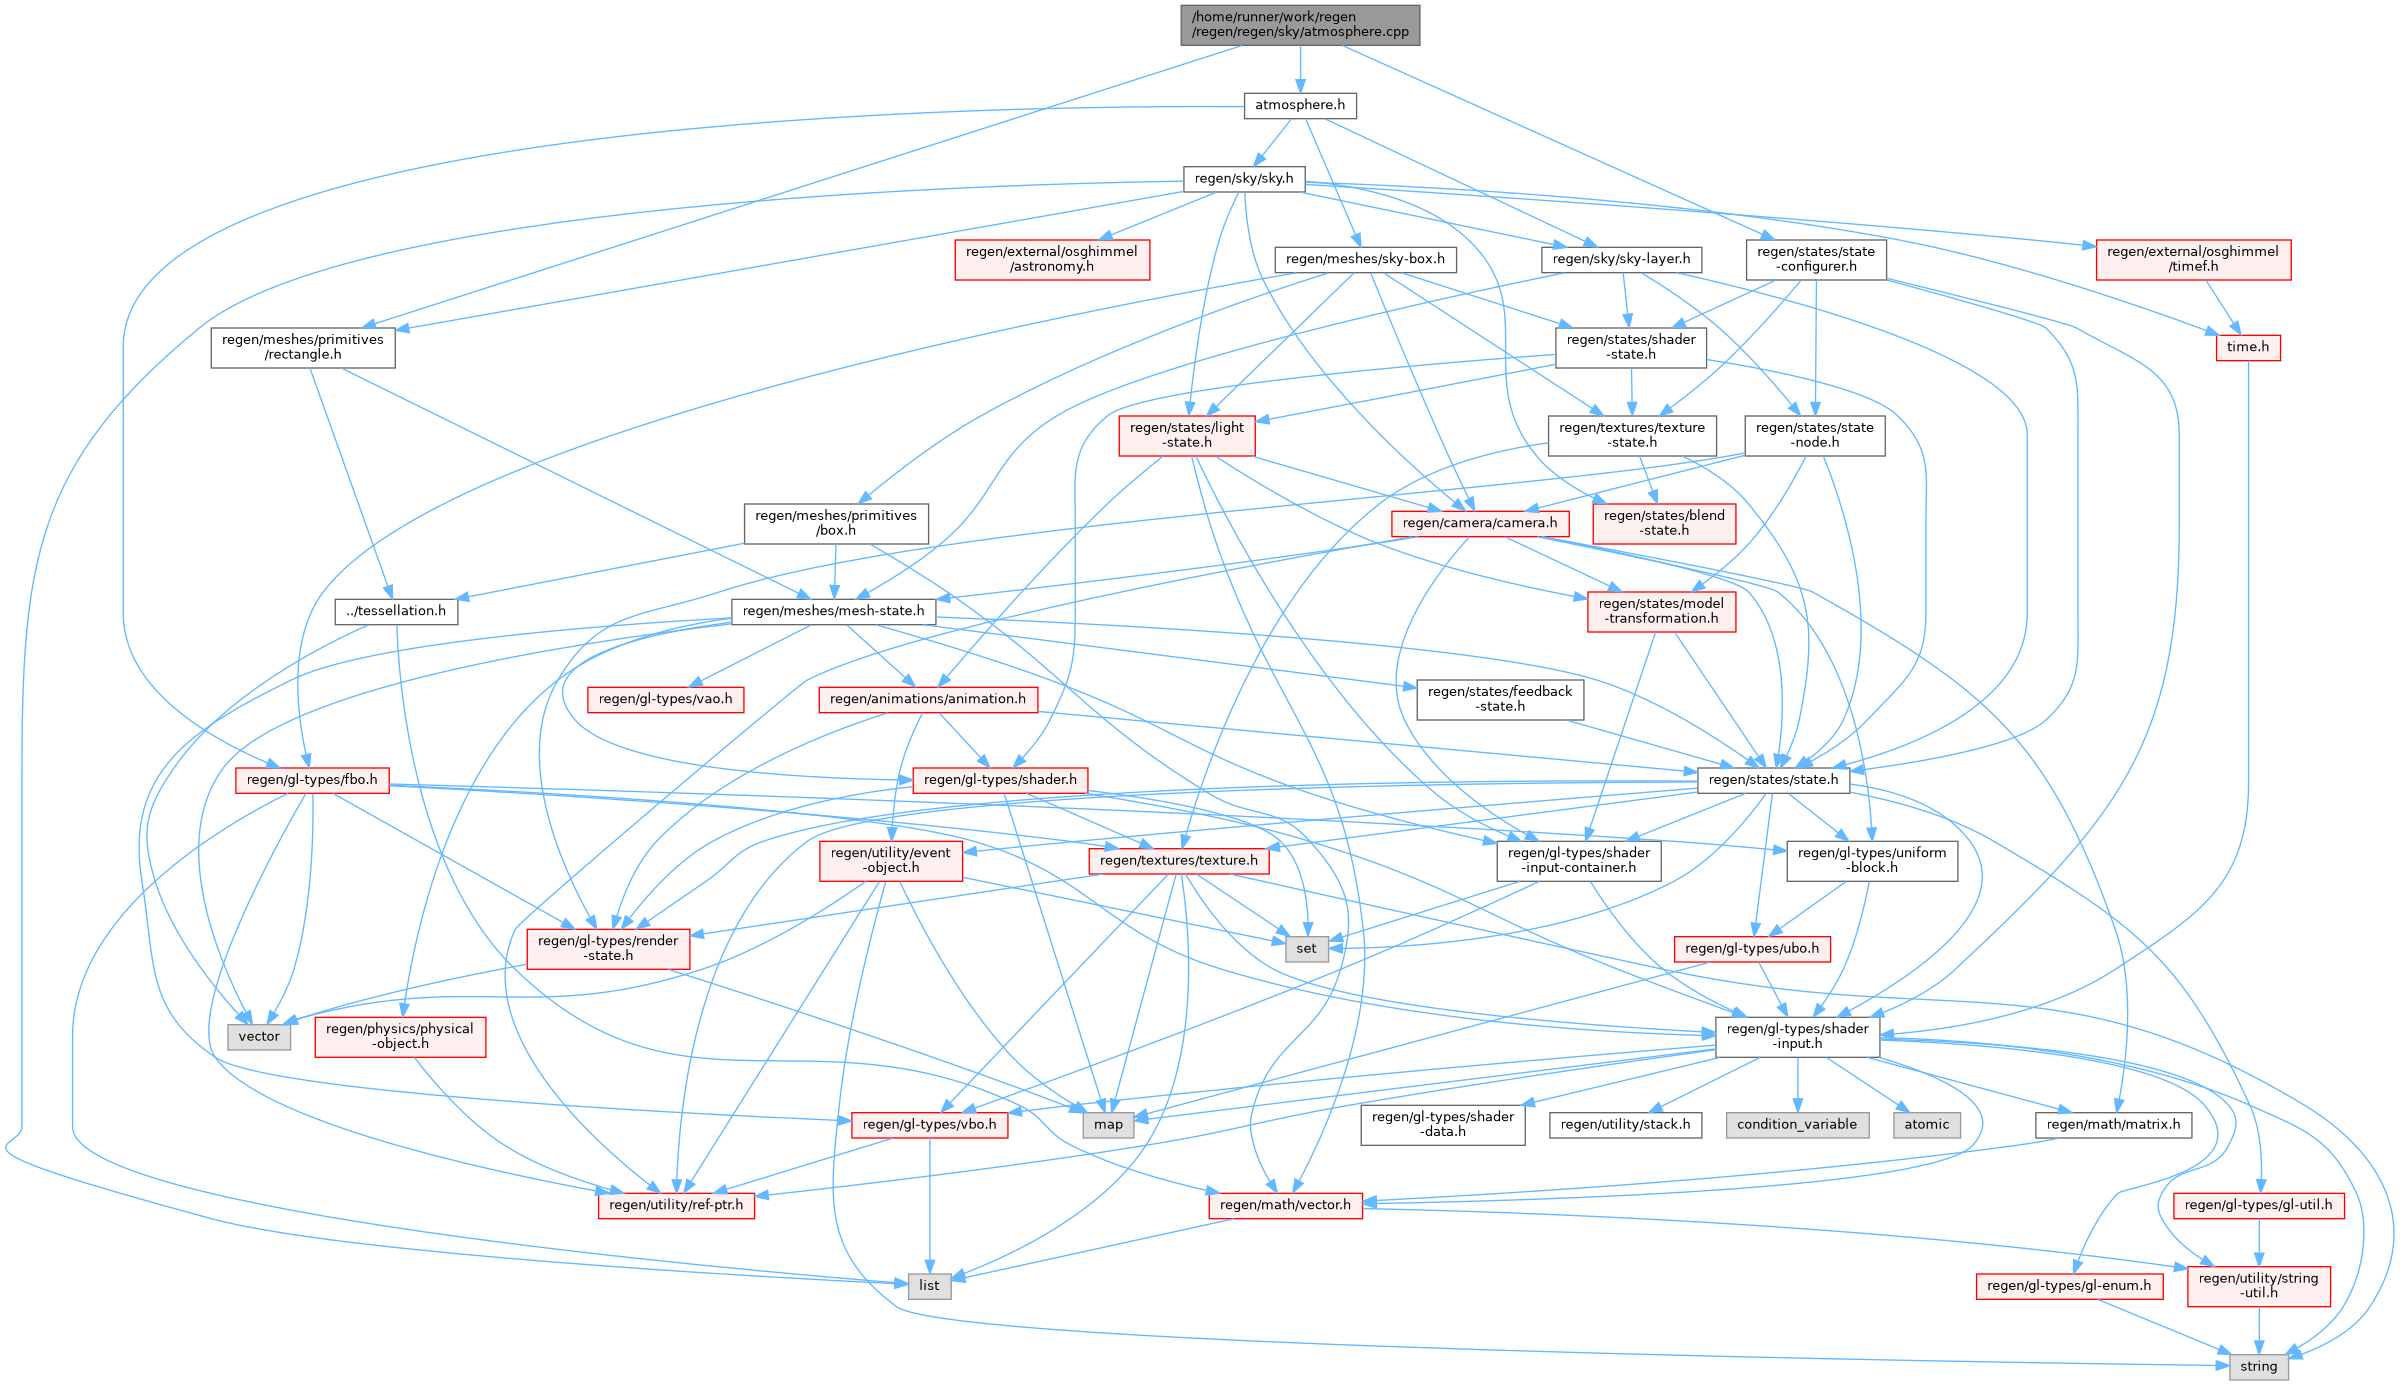 /home/runner/work/regen
/regen/regen/sky/atmosphere.cpp
atmosphere.h
regen/sky/sky.h
regen/external/osghimmel
/astronomy.h
regen/meshes/sky-box.h
regen/sky/sky-layer.h
regen/states/state
-configurer.h
regen/external/osghimmel
/timef.h
regen/meshes/primitives
/rectangle.h
regen/states/shader
-state.h
time.h
regen/states/light
-state.h
regen/textures/texture
-state.h
regen/states/state
-node.h
regen/meshes/primitives
/box.h
regen/camera/camera.h
regen/states/blend
-state.h
../tessellation.h
regen/meshes/mesh-state.h
regen/states/model
-transformation.h
regen/gl-types/vao.h
regen/animations/animation.h
regen/states/feedback
-state.h
regen/gl-types/fbo.h
regen/gl-types/shader.h
regen/states/state.h
regen/utility/event
-object.h
regen/textures/texture.h
regen/gl-types/shader
-input-container.h
regen/gl-types/uniform
-block.h
regen/gl-types/render
-state.h
set
regen/gl-types/ubo.h
vector
regen/physics/physical
-object.h
regen/gl-types/shader
-input.h
regen/gl-types/vbo.h
map
regen/gl-types/shader
-data.h
regen/utility/stack.h
condition_variable
atomic
regen/math/matrix.h
regen/utility/ref-ptr.h
regen/math/vector.h
regen/gl-types/gl-util.h
list
regen/gl-types/gl-enum.h
regen/utility/string
-util.h
string